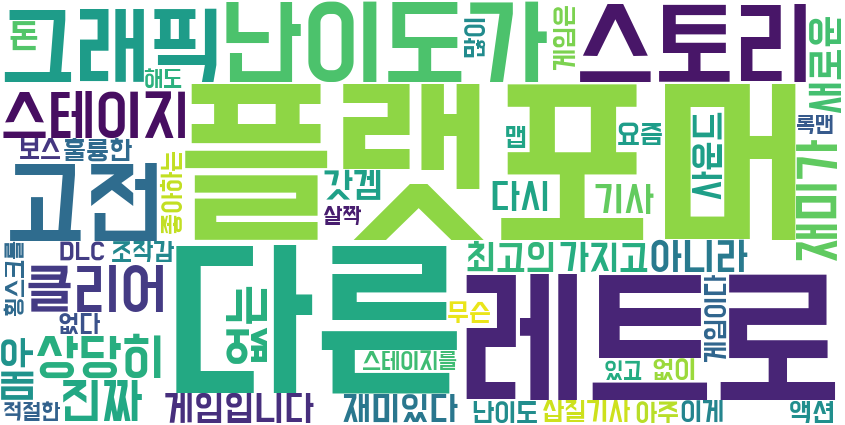 돈 그래픽 난이도가 많이 게임은 스토리 새로운
해도
스테이지 플랫포머 맵 요즘 사운드 록맨
보스 훌륭한
고전 좋아하는 갓겜 살짝 다시 기사 재미가
DLC 조작감 최고의 가지고 아니라
횡스크롤 클리어 다른 없는 무슨 레트로 게임이다
없다
매우 상당히 스테이지를 있고 없이
적절한 진짜 게임입니다 재미있다 난이도 삽질기사 아주 이게 액션